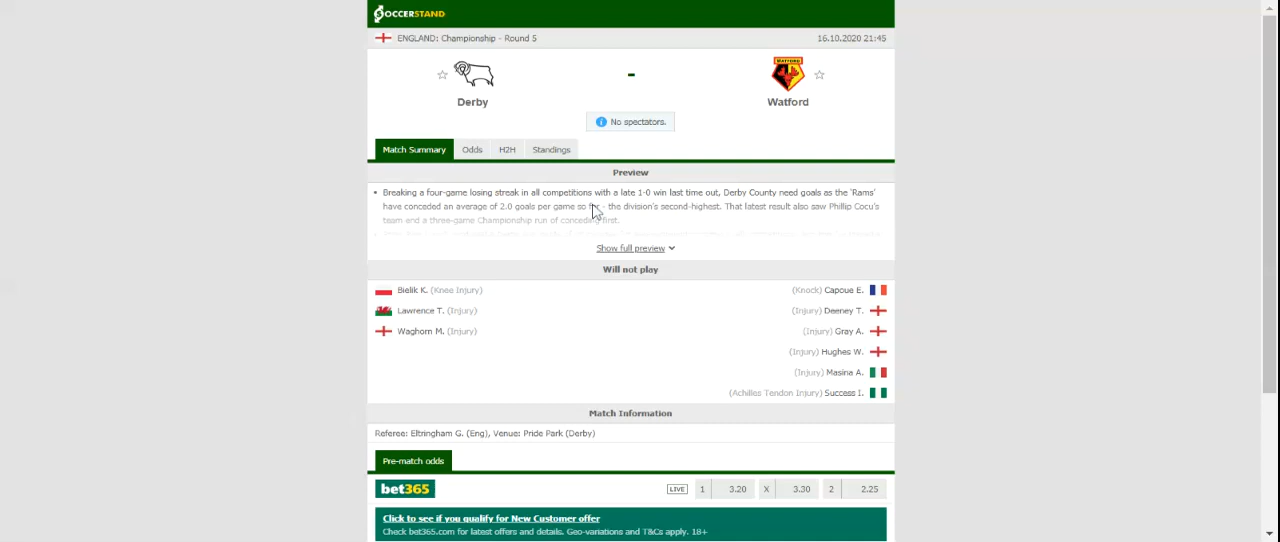 SOCCERSTAND
ENGLAND: Championship - Round 5
16.10.2020 21:45
WATFORD
Derby
Watford
-
No spectators.
Match Summary
Odds
H2H
Standings
Preview
Breaking a four-game losing streak in all competitions with a late 1-0 win last time out, Derby County need goals as the 'Rams'
have conceded an average of 2.0 goals per game so far - the division's second-highest. That latest result also saw Phillip Cocu's
team end a three-game Championship run of conceding first.
Show full preview
Will not play
Bielik K. (Knee Injury)
(Knock) Capoue E.
Lawrence T. (Injury)
(Injury) Deeney T.
Waghorn M. (Injury)
(Injury) Gray A.
(Injury) Hughes W.
(Injury) Masina A.
(Achilles Tendon Injury) Success I.
Match Information
Referee: Eltringham G. (Eng), Venue: Pride Park (Derby)
Pre-match odds
bet365
LIVE
1 3.20
X 3.30
2 2.25
Click to see if you qualify for New Customer offer
Check bet365.com for latest offers and details. Geo-variations and T&Cs apply. 18+